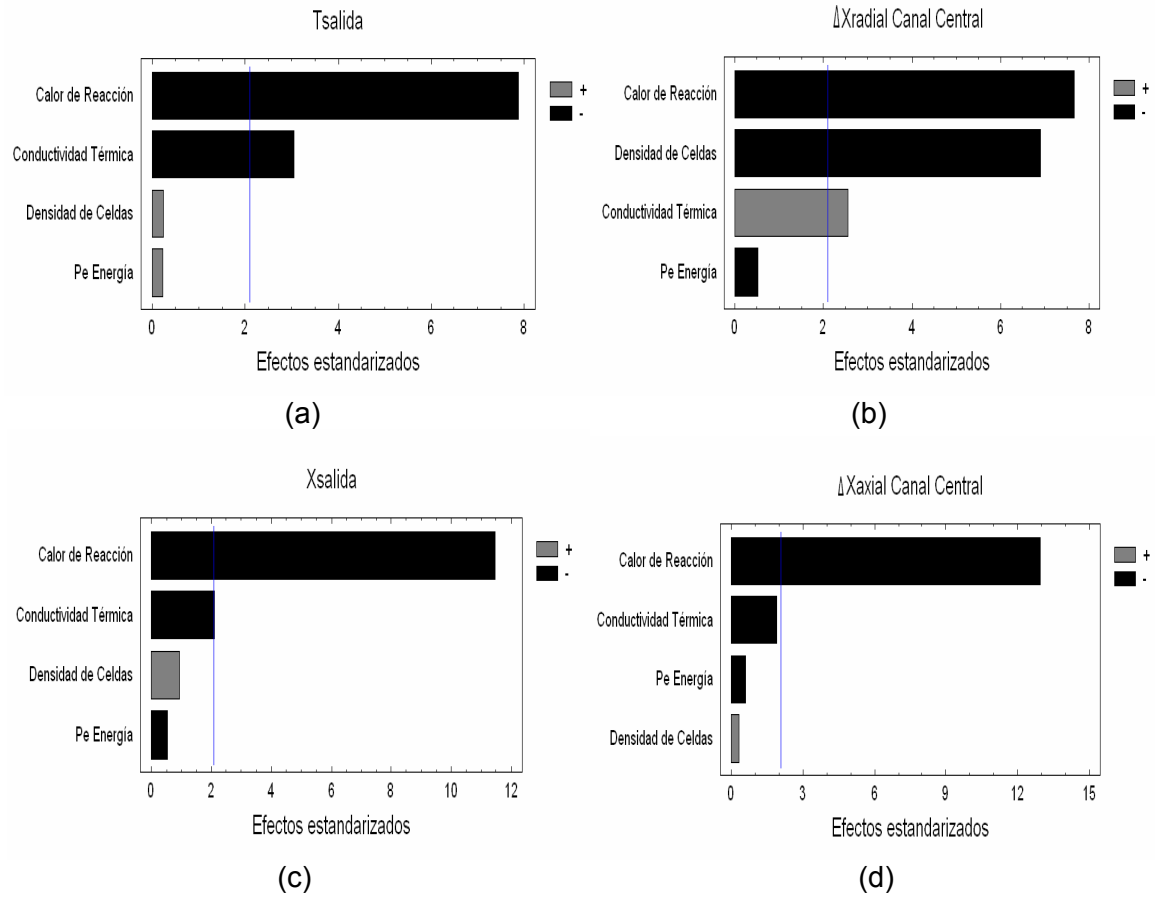 Tsalida
Calor de Reacción
Conductividad Térmica
Densidad de Celdas
Pe Energía
0 2 4 6 8
Efectos estandarizados
+
-
(a)
ΔXradial Canal Central
Calor de Reacción
Densidad de Celdas
Conductividad Térmica
Pe Energía
0 2 4 6 8
Efectos estandarizados
+
-
(b)
Xsalida
Calor de Reacción
Conductividad Térmica
Densidad de Celdas
Pe Energía
0 2 4 6 8 10 12
Efectos estandarizados
+
-
(c)
ΔXaxial Canal Central
Calor de Reacción
Conductividad Térmica
Pe Energía
Densidad de Celdas
0 3 6 9 12 15
Efectos estandarizados
+
-
(d)